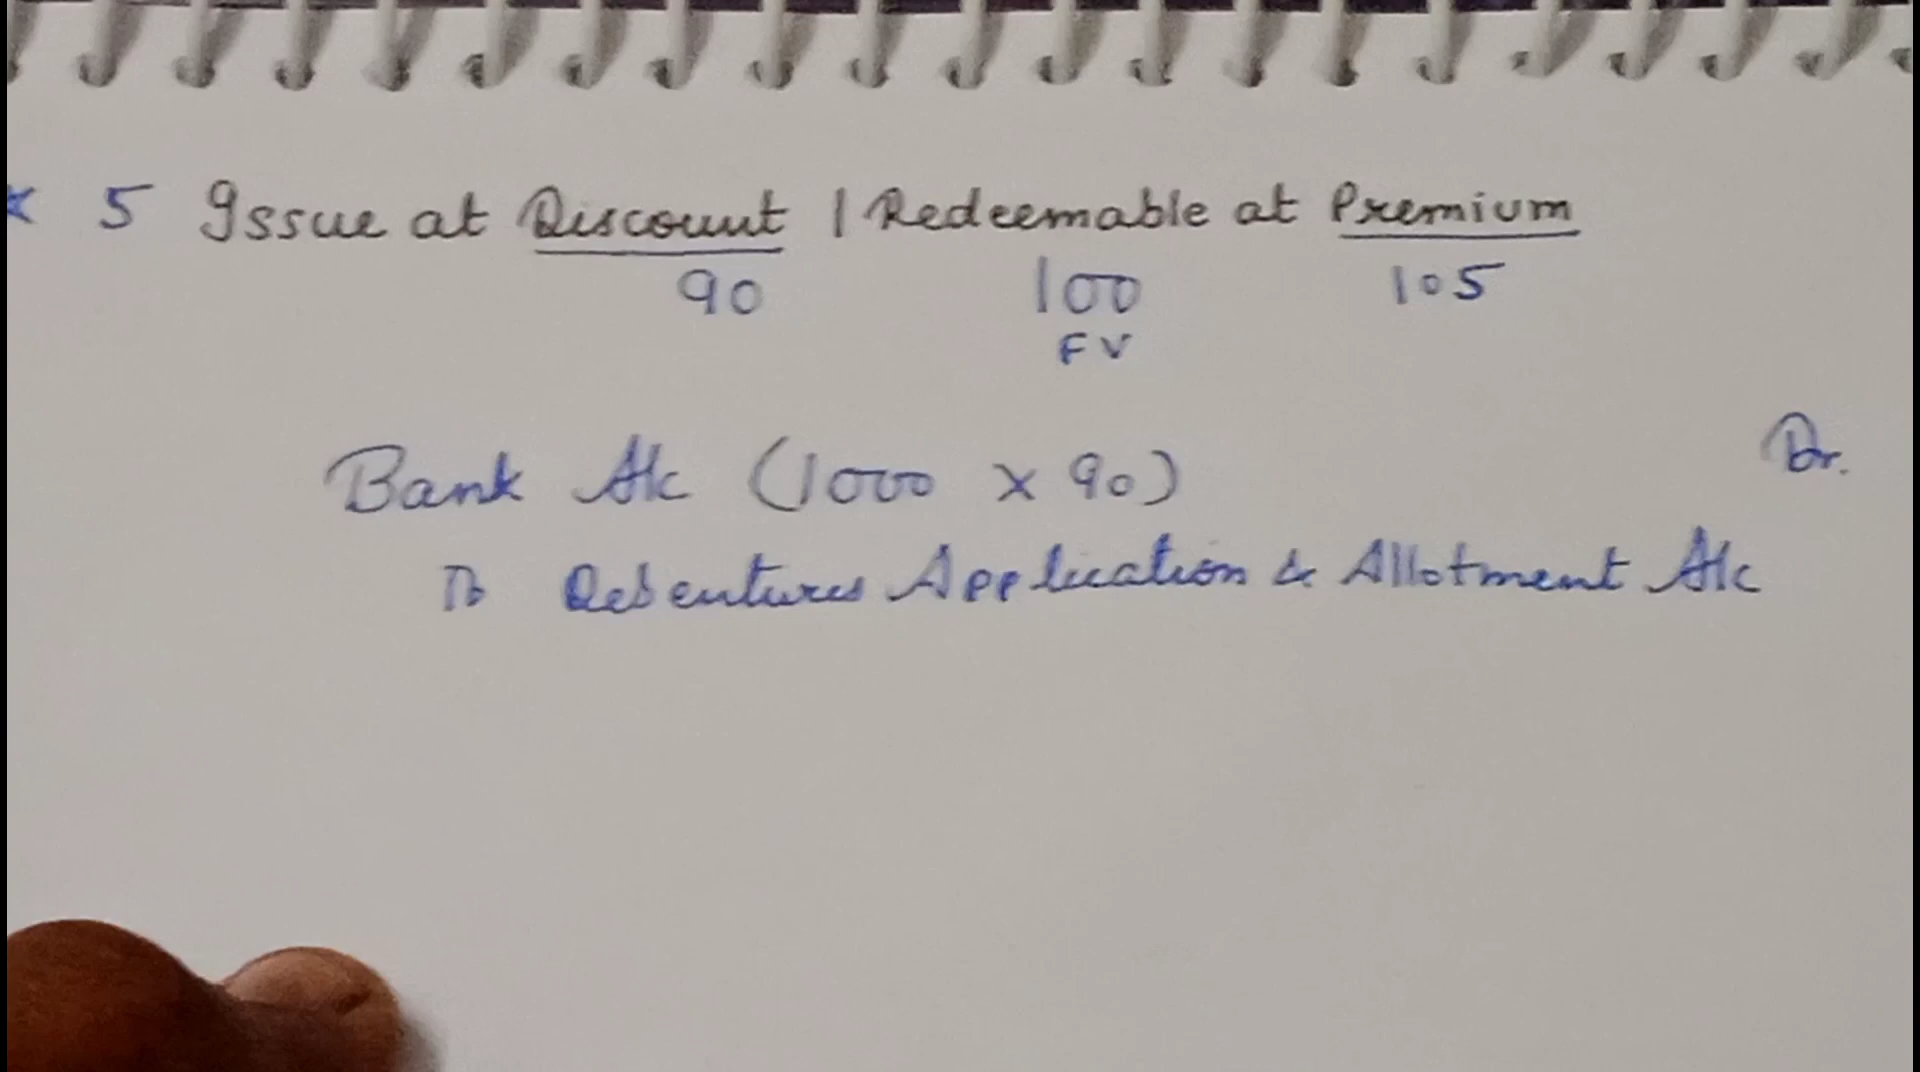 * 5 Issue at Discount | Redeemable at Premium
90 100 105
FV
Bank A/c (1000 x 90) Dr.
To Debentures Application & Allotment A/c